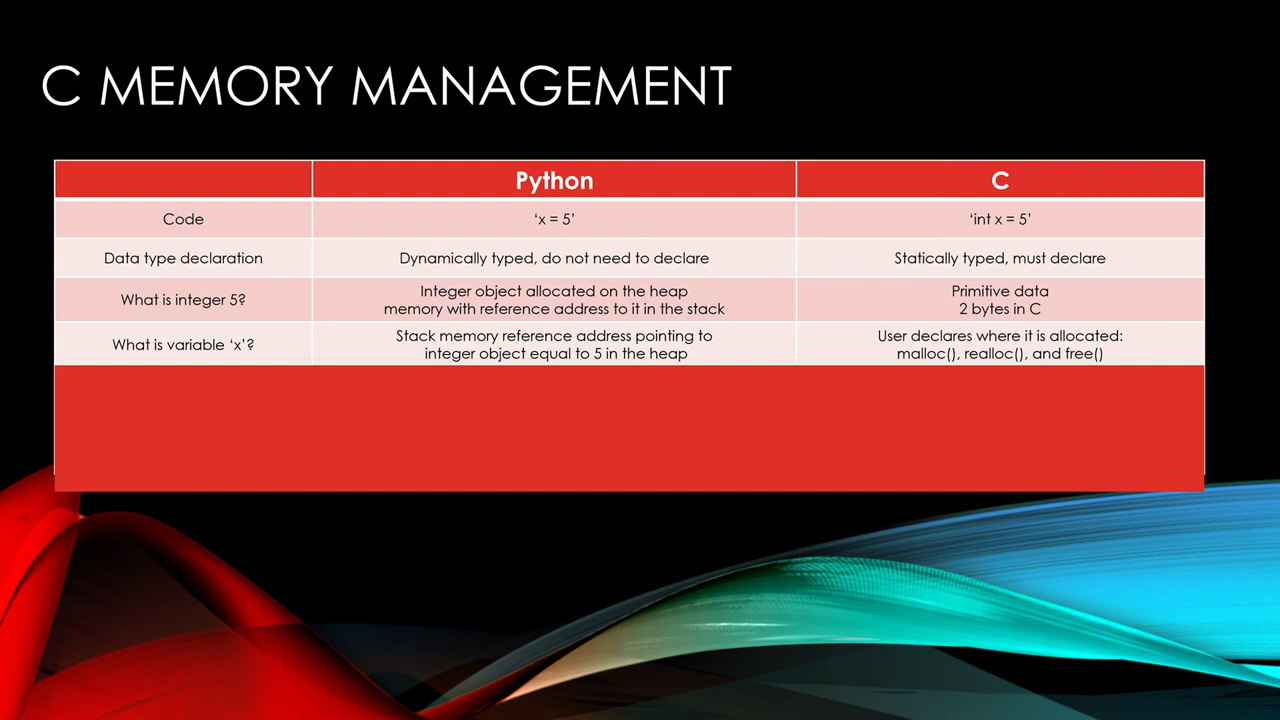 C MEMORY MANAGEMENT
Python
C
Code
‘x = 5’
‘int x = 5’
Data type declaration
Dynamically typed, do not need to declare
Statically typed, must declare
What is integer 5?
Integer object allocated on the heap
memory with reference address to it in the stack
Primitive data
2 bytes in C
What is variable ‘x’?
Stack memory reference address pointing to
integer object equal to 5 in the heap
User declares where it is allocated:
malloc(), realloc(), and free()